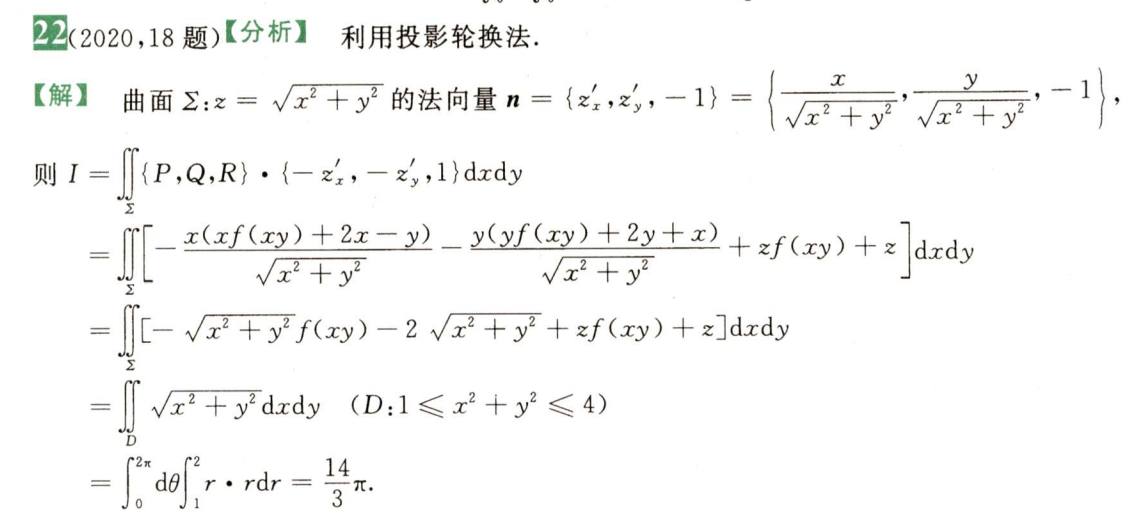 22(2020,18题)【分析】 利用投影轮换法.
【解】 曲面 Σ:z = √(x² + y²) 的法向量 n = {z′ₓ, z′ᵧ, −1} = {x/√(x² + y²), y/√(x² + y²), −1},
则 I = ∬_Σ {P,Q,R} · {−z′ₓ, −z′ᵧ, 1}dxdy
= ∬_Σ [−x(xf(xy) + 2x − y)/√(x² + y²) − y(yf(xy) + 2y + x)/√(x² + y²) + zf(xy) + z]dxdy
= ∬_Σ [−√(x² + y²) f(xy) − 2√(x² + y²) + zf(xy) + z]dxdy
= ∬_D √(x² + y²) dxdy (D:1 ≤ x² + y² ≤ 4)
= ∫₀^{2π} dθ ∫₁² r · rdr = 14/3 π.